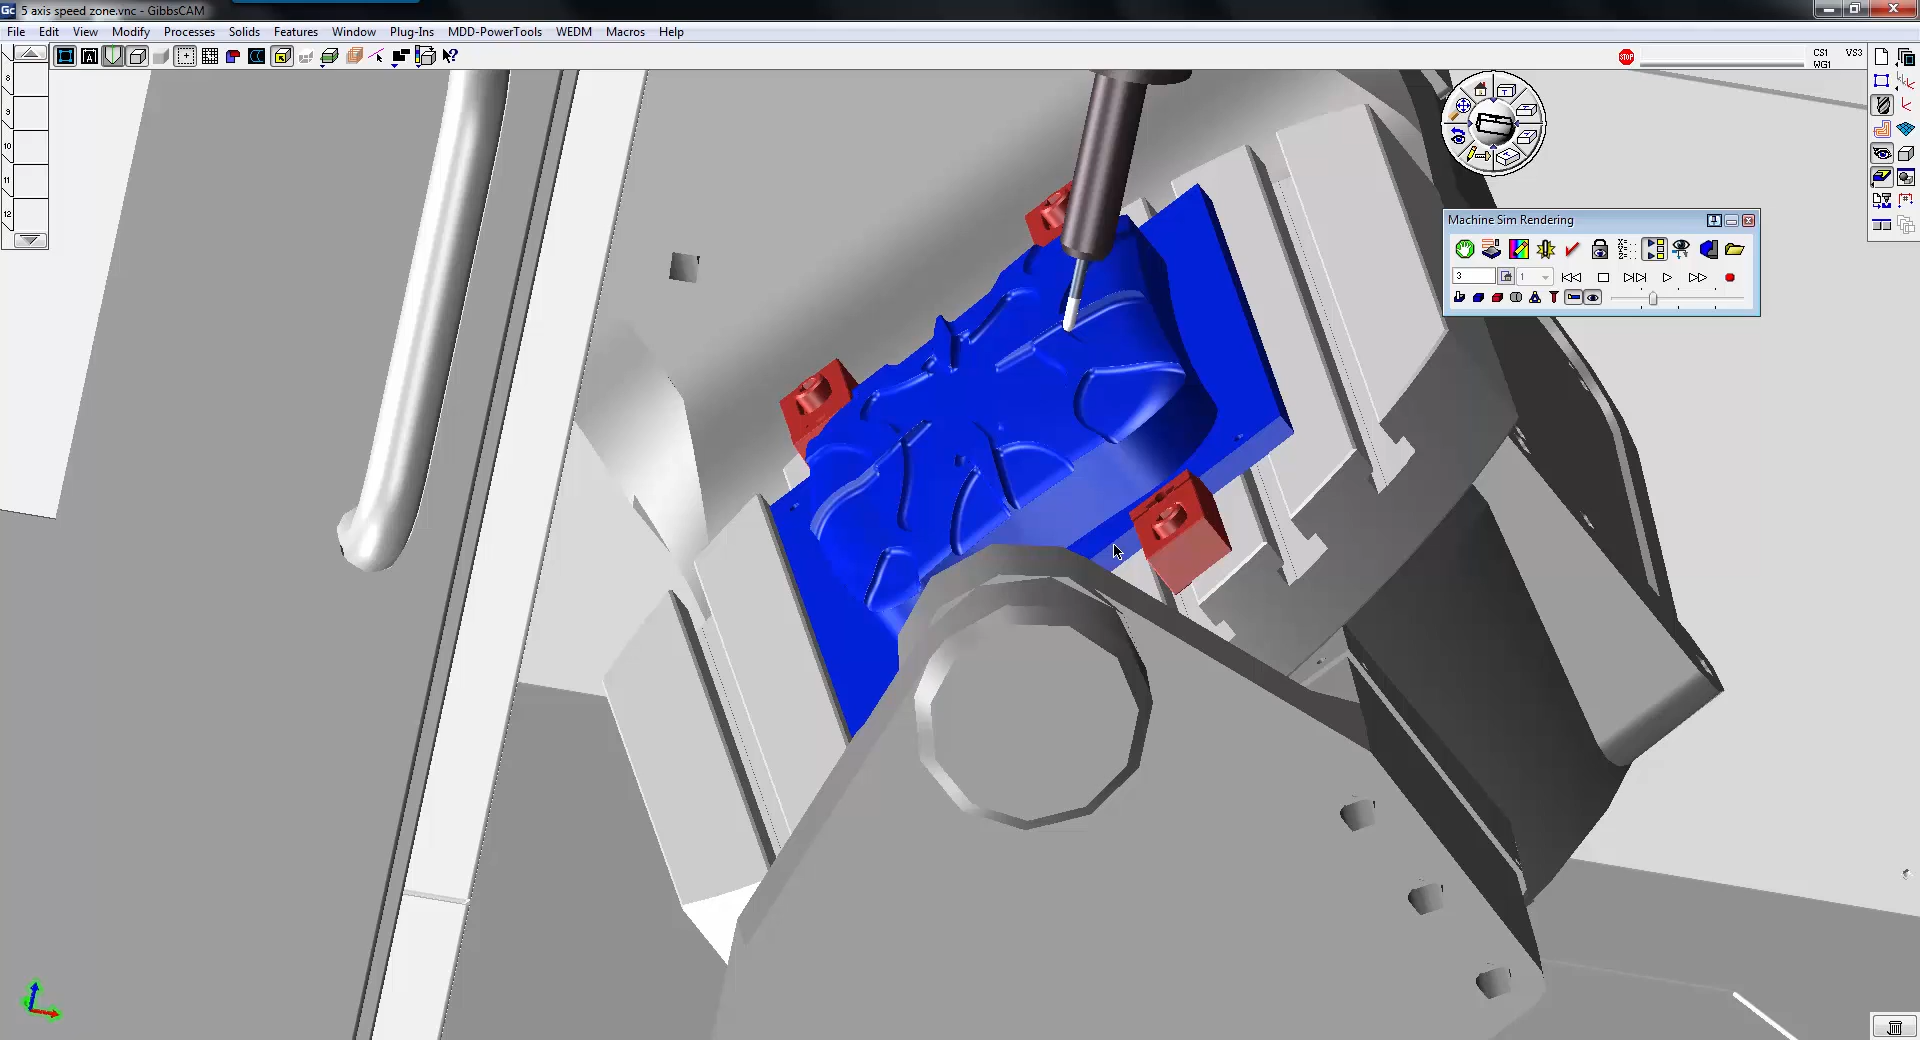 Gc 5 axis speed zone.vnc - GibbsCAM
File Edit View Modify Processes Solids Features Window Plug-Ins MDD-PowerTools WEDM Macros Help
STOP
CS1 VS3
WG1
8
9
10
11
12
Machine Sim Rendering
3
1